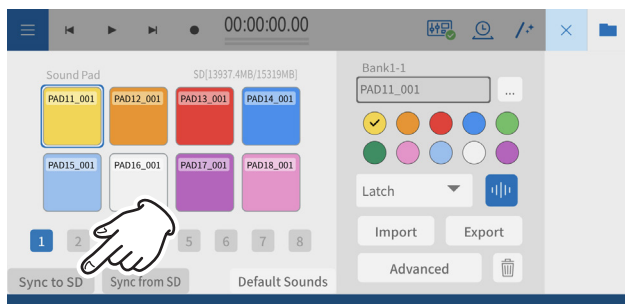 00:00:00.00
Sound Pad
SD[13937.4MB/15319MB]
PAD11_001
PAD12_001
PAD13_001
PAD14_001
PAD15_001
PAD16_001
PAD17_001
PAD18_001
1 2 5 6 7 8
Sync to SD
Sync from SD
Default Sounds
Bank1-1
PAD11_001
...
Latch
Import
Export
Advanced